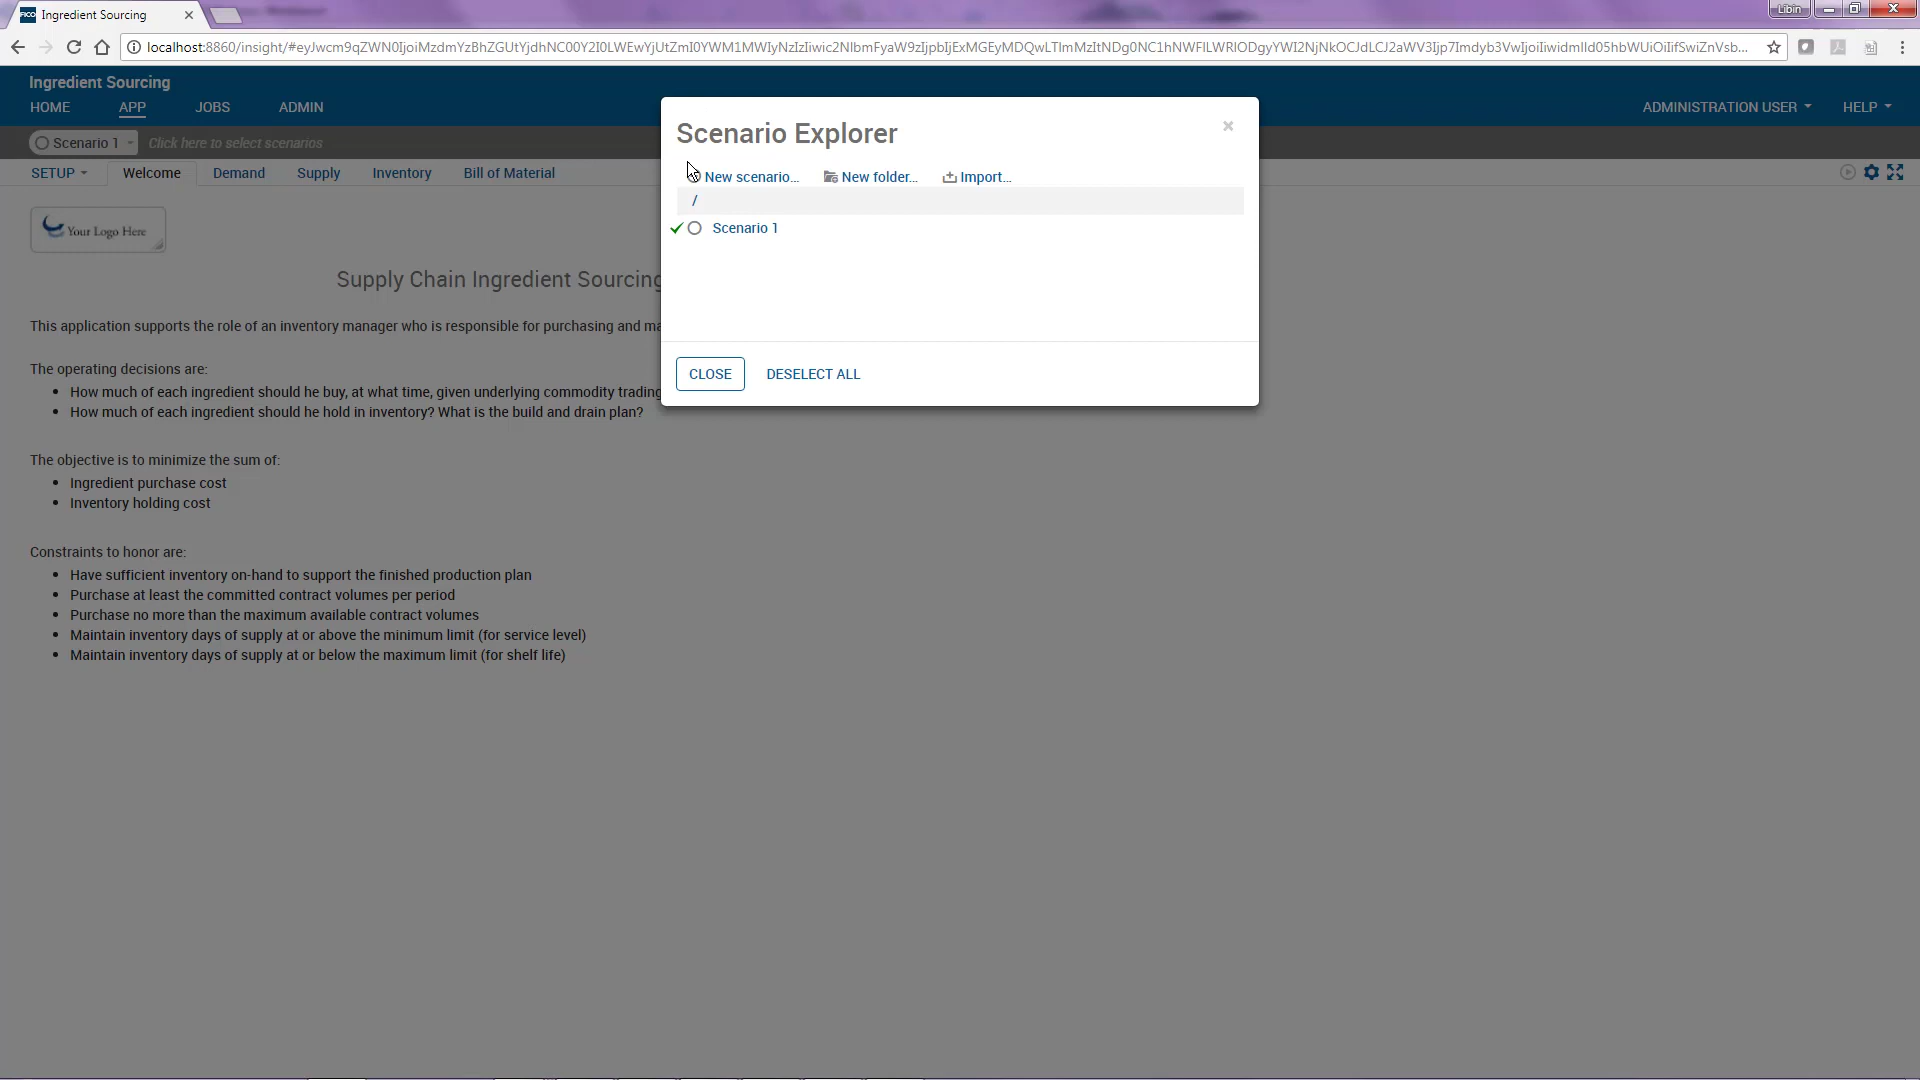 Ingredient Sourcing
Libin
localhost:8860/insight/#eyJwcm9qZWN0IjoiMzdmYzBhZGUtYjdhNC00Y2I0LWEwYjUtZmI0YWM1MWIyNzIzIiwic2NlbmFyaW9zIjpbIjExMGEyMDQwLTlmMzItNDg0NC1hNWFlLWRlODgyYWI2NjNkOCJdLCJ2aWV3Ijp7Imdyb3VwIjoiIiwidmlld05hbWUiOiIifSwiZnVsb...
Ingredient Sourcing
HOME APP JOBS ADMIN ADMINISTRATION USER HELP
Scenario 1 Click here to select scenarios
SETUP Welcome Demand Supply Inventory Bill of Material
Your Logo Here
Supply Chain Ingredient Sourcing
This application supports the role of an inventory manager who is responsible for purchasing and ma
The operating decisions are:
How much of each ingredient should he buy, at what time, given underlying commodity trading
How much of each ingredient should he hold in inventory? What is the build and drain plan?
The objective is to minimize the sum of:
Ingredient purchase cost
Inventory holding cost
Constraints to honor are:
Have sufficient inventory on-hand to support the finished production plan
Purchase at least the committed contract volumes per period
Purchase no more than the maximum available contract volumes
Maintain inventory days of supply at or above the minimum limit (for service level)
Maintain inventory days of supply at or below the maximum limit (for shelf life)
Scenario Explorer
New scenario... New folder... Import...
/
Scenario 1
CLOSE DESELECT ALL